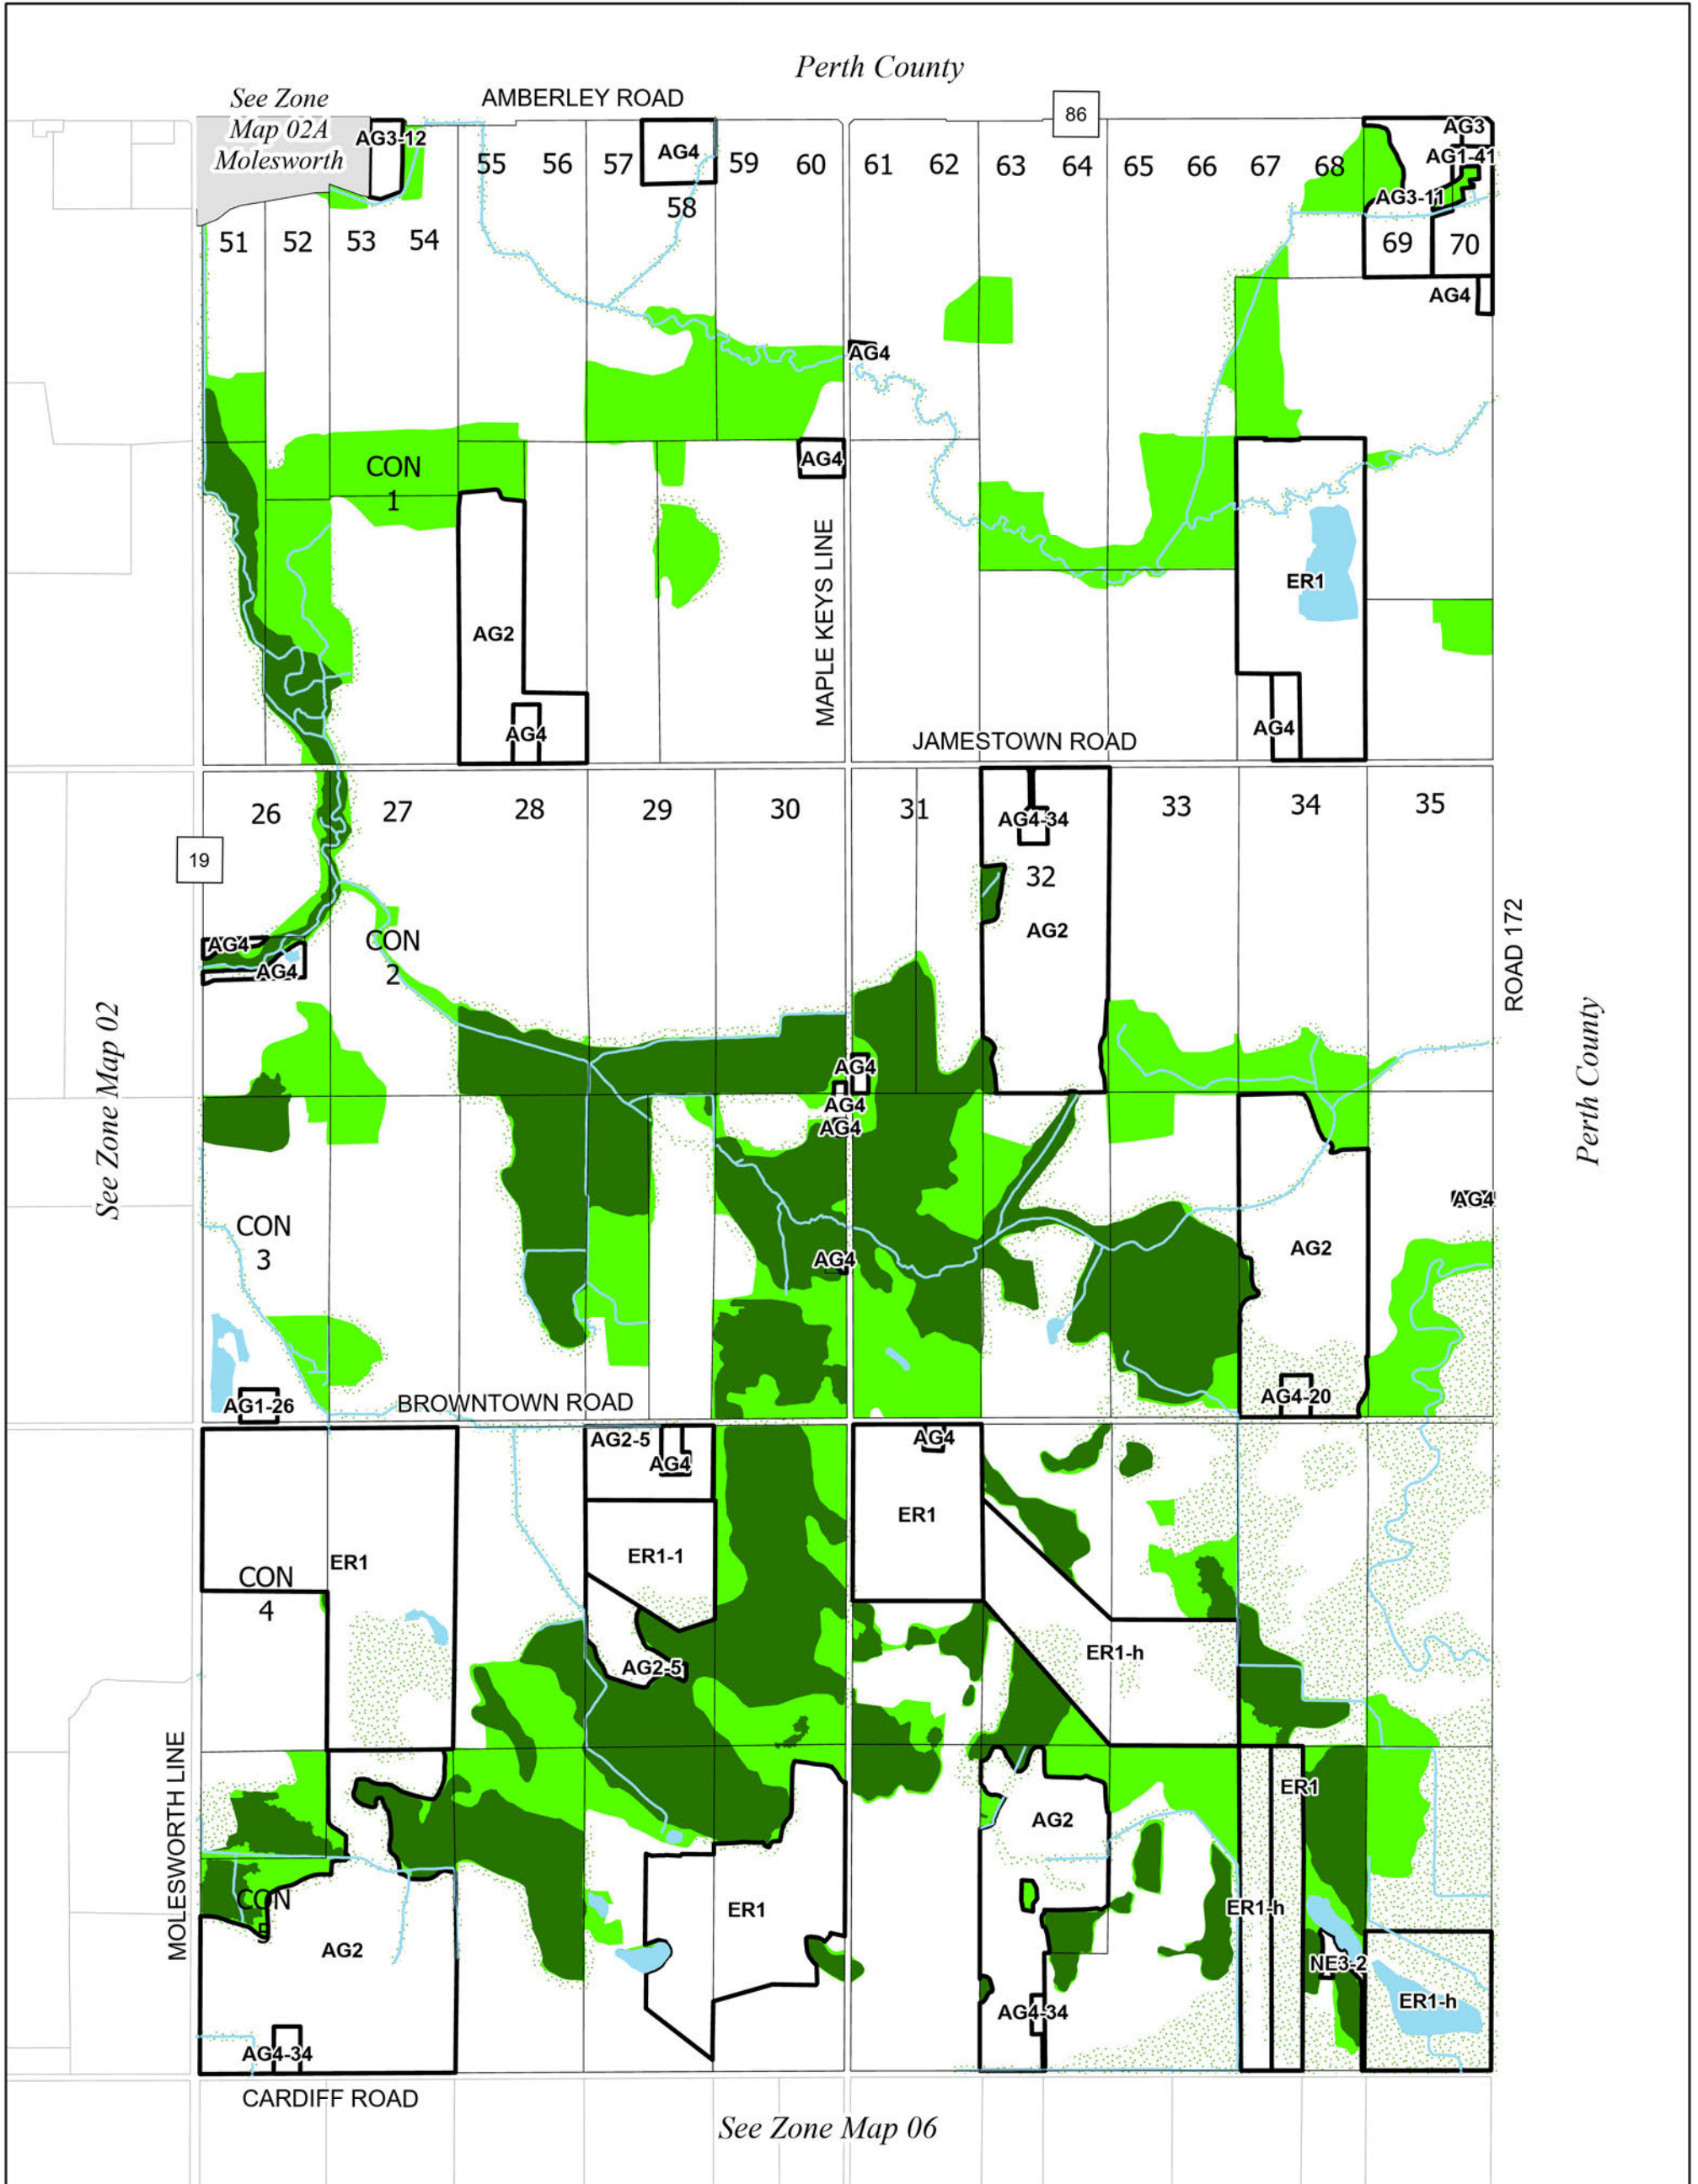 Perth County
See Zone
Map 02A
Molesworth
AMBERLEY ROAD
86
AG3-12
AG4
AG3
AG1-41
AG3-11
51
52
53
54
55
56
57
58
59
60
61
62
63
64
65
66
67
68
69
70
AG4
AG4
AG4
CON
1
AG2
AG4
MAPLE KEYS LINE
ER1
AG4
JAMESTOWN ROAD
26
27
28
29
30
31
32
33
34
35
19
AG4-34
AG2
ROAD 172
AG4
AG4
CON
2
See Zone Map 02
Perth County
AG4
AG4
AG4
AG4
AG4
CON
3
AG2
AG1-26
BROWNTOWN ROAD
AG4-20
AG2-5
AG4
AG4
ER1
ER1-1
CON
4
ER1
ER1-h
AG2-5
MOLESWORTH LINE
ER1
AG2
CON
5
AG2
ER1
ER1-h
NE3-2
ER1-h
AG4-34
AG4-34
CARDIFF ROAD
See Zone Map 06